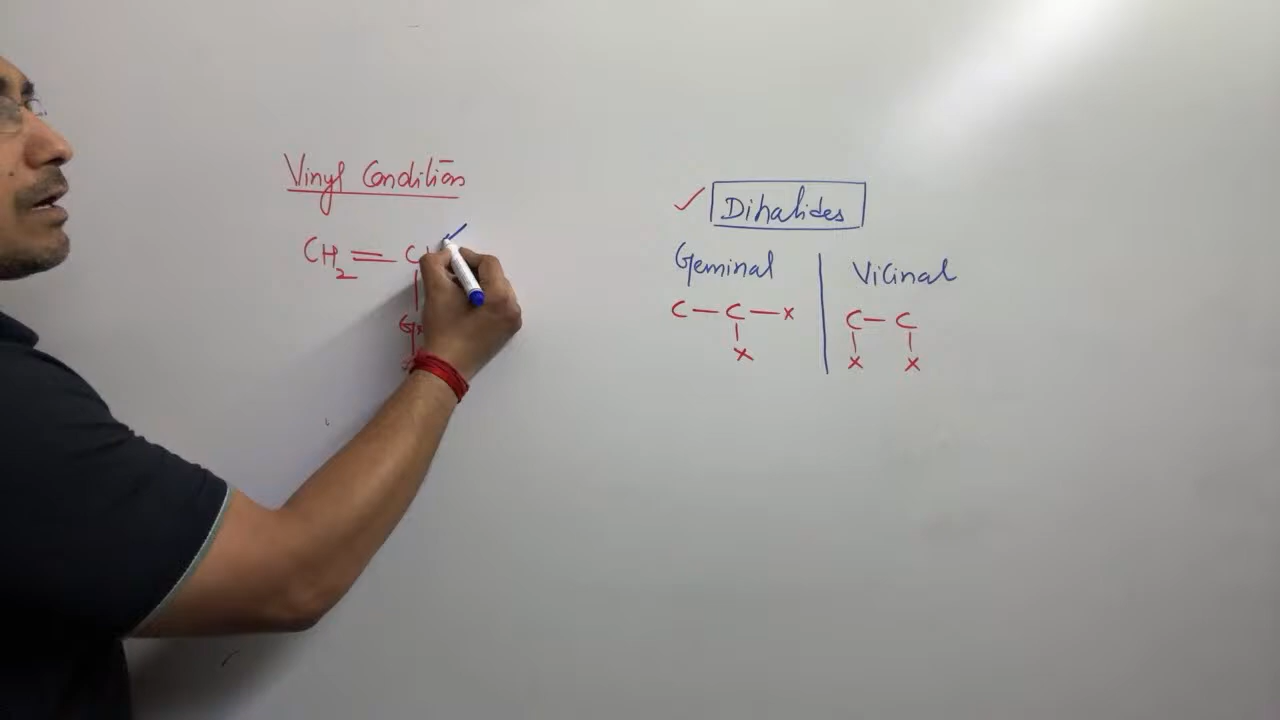 Vinyl Condition
CH2 = C
✓ Dihalides
Geminal
Vicinal
C — C — x
x
C — C
x x